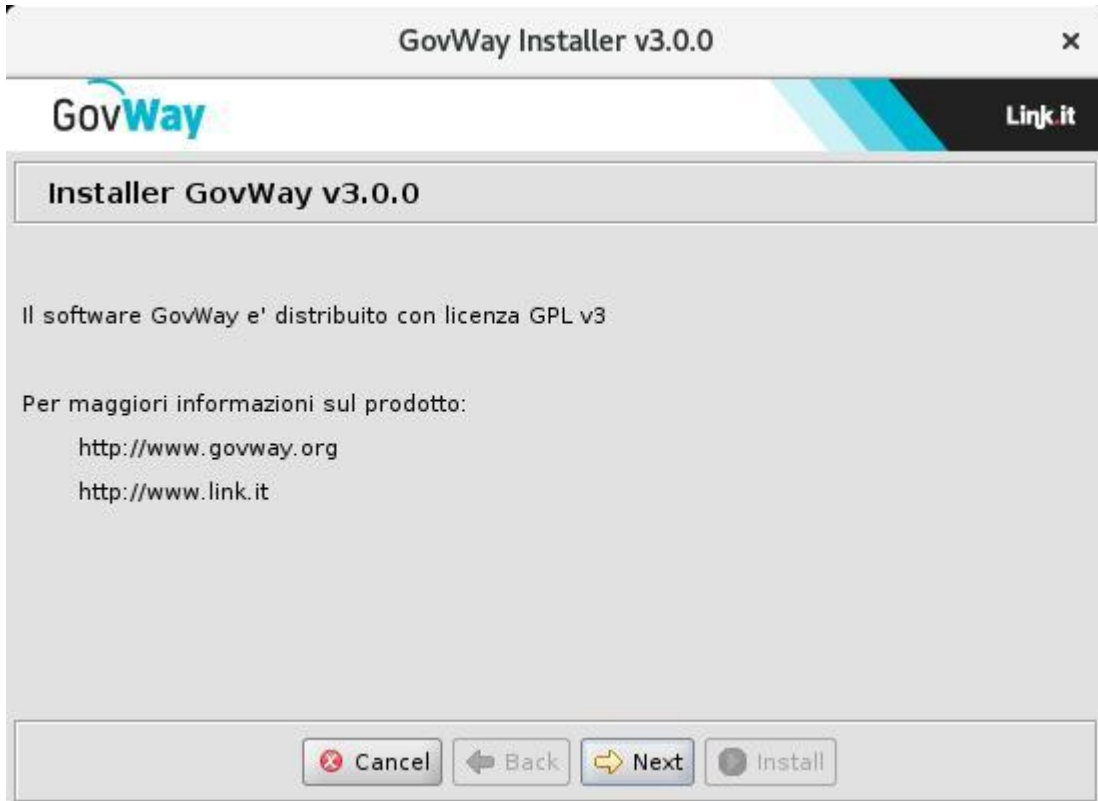 GovWay Installer v3.0.0
GovWay
Link.it
Installer GovWay v3.0.0
Il software GovWay e' distribuito con licenza GPL v3
Per maggiori informazioni sul prodotto:
http://www.govway.org
http://www.link.it
Cancel Back Next Install